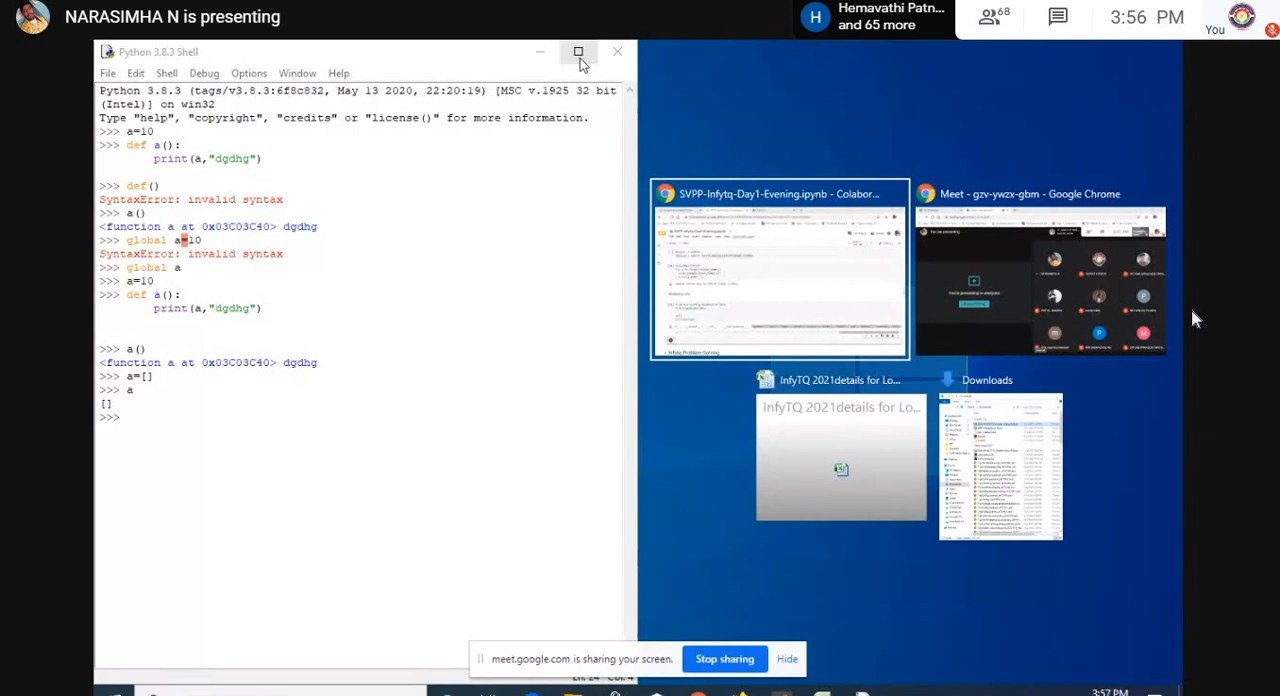 NARASIMHA N is presenting
H
Hemavathi Patn...
and 65 more
68
3:56 PM
You
Python 3.8.3 Shell
File Edit Shell Debug Options Window Help
Python 3.8.3 (tags/v3.8.3:6f8c832, May 13 2020, 22:20:19) [MSC v.1925 32 bit
(Intel)] on win32
Type "help", "copyright", "credits" or "license()" for more information.
>>> a=10
>>> def a():
print(a,"dgdhg")
>>> def()
SyntaxError: invalid syntax
>>> a()
<function a at 0x03C03C40> dgdhg
>>> global a=10
SyntaxError: invalid syntax
>>> global a
>>> a=10
>>> def a():
print(a,"dgdhg")
>>> a()
<function a at 0x03C03C40> dgdhg
>>> a=[]
>>> a
[]
>>>
SVPP-Infytq-Day1-Evening.ipynb - Colabor...
Meet - gzv-ywzx-gbm - Google Chrome
InfyTQ 2021details for Lo...
Downloads
InfyTQ 2021details for Lo...
meet.google.com is sharing your screen.
Stop sharing
Hide
Ln: 24 Col: 4
3:57 PM